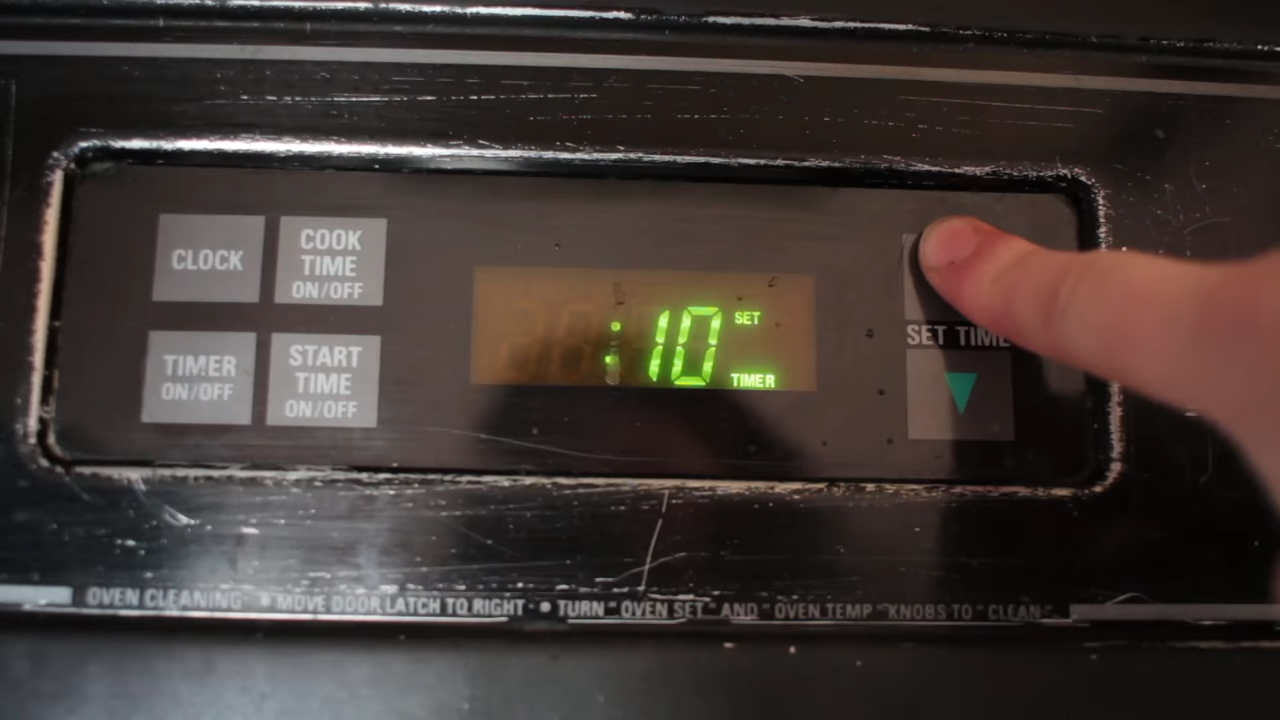 CLOCK
COOK
TIME
ON/OFF
TIMER
ON/OFF
START
TIME
ON/OFF
:10
SET
TIMER
SET TIME
OVEN CLEANING • MOVE DOOR LATCH TO RIGHT • TURN "OVEN SET" AND "OVEN TEMP" KNOBS TO "CLEAN"